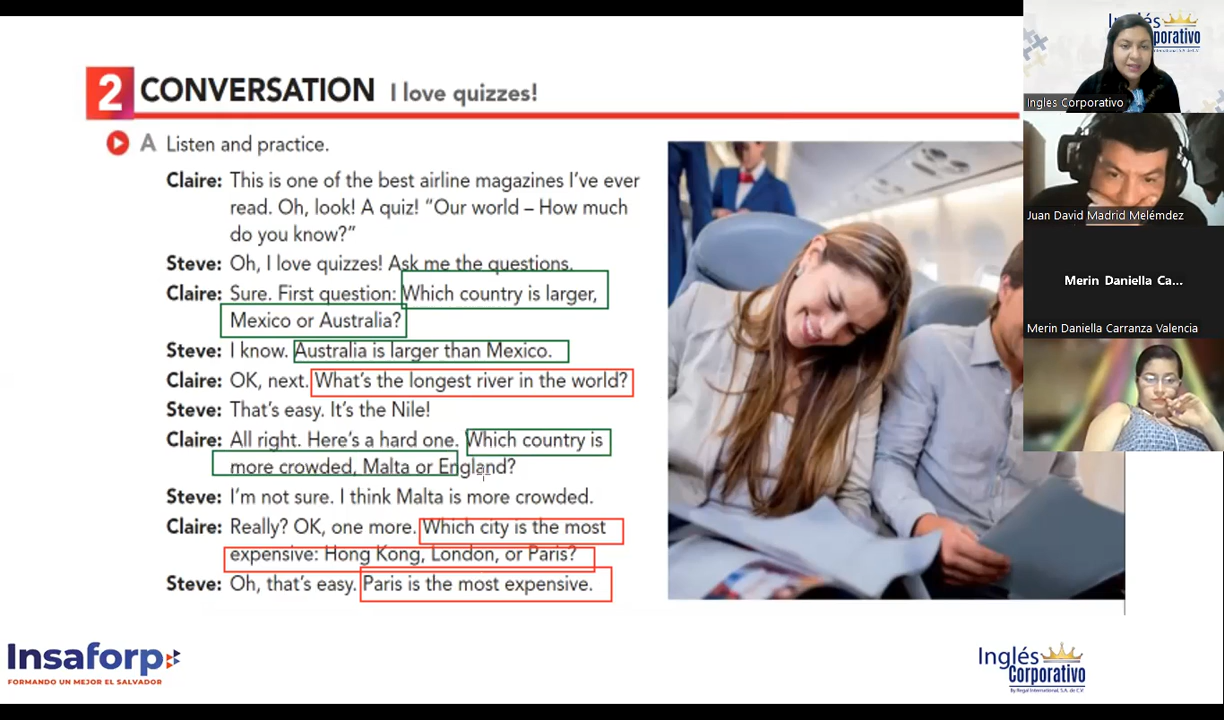 2 CONVERSATION I love quizzes!
A Listen and practice.
Claire: This is one of the best airline magazines I've ever
read. Oh, look! A quiz! “Our world – How much
do you know?”
Steve: Oh, I love quizzes! Ask me the questions.
Claire: Sure. First question: Which country is larger,
Mexico or Australia?
Steve: I know. Australia is larger than Mexico.
Claire: OK, next. What's the longest river in the world?
Steve: That's easy. It's the Nile!
Claire: All right. Here's a hard one. Which country is
more crowded, Malta or England?
Steve: I'm not sure. I think Malta is more crowded.
Claire: Really? OK, one more. Which city is the most
expensive: Hong Kong, London, or Paris?
Steve: Oh, that's easy. Paris is the most expensive.
Insaforp
FORMANDO UN MEJOR EL SALVADOR
Inglés
Corporativo
By Regal International, S.A. de C.V.
Inglés
orporativo
Ingles Corporativo
Juan David Madrid Melémdez
Merin Daniella Ca...
Merin Daniella Carranza Valencia